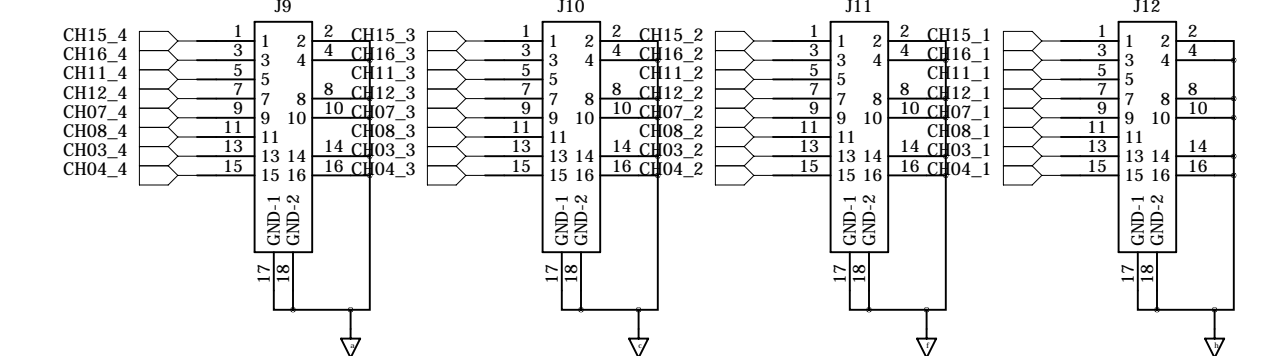 J9 J10 J11 J12
CH15_4 1 1 2 2 CH15_3 1 1 2 2 CH15_2 1 1 2 2 CH15_1 1 1 2 2
CH16_4 3 3 4 4 CH16_3 3 3 4 4 CH16_2 3 3 4 4 CH16_1 3 3 4 4
CH11_4 5 5 CH11_3 5 5 CH11_2 5 5 CH11_1 5 5
CH12_4 7 7 8 8 CH12_3 7 7 8 8 CH12_2 7 7 8 8 CH12_1 7 7 8 8
CH07_4 9 9 10 10 CH07_3 9 9 10 10 CH07_2 9 9 10 10 CH07_1 9 9 10 10
CH08_4 11 11 CH08_3 11 11 CH08_2 11 11 CH08_1 11 11
CH03_4 13 13 14 14 CH03_3 13 13 14 14 CH03_2 13 13 14 14 CH03_1 13 13 14 14
CH04_4 15 15 16 16 CH04_3 15 15 16 16 CH04_2 15 15 16 16 CH04_1 15 15 16 16
GND-1 GND-2 GND-1 GND-2 GND-1 GND-2 GND-1 GND-2
17 18 17 18 17 18 17 18